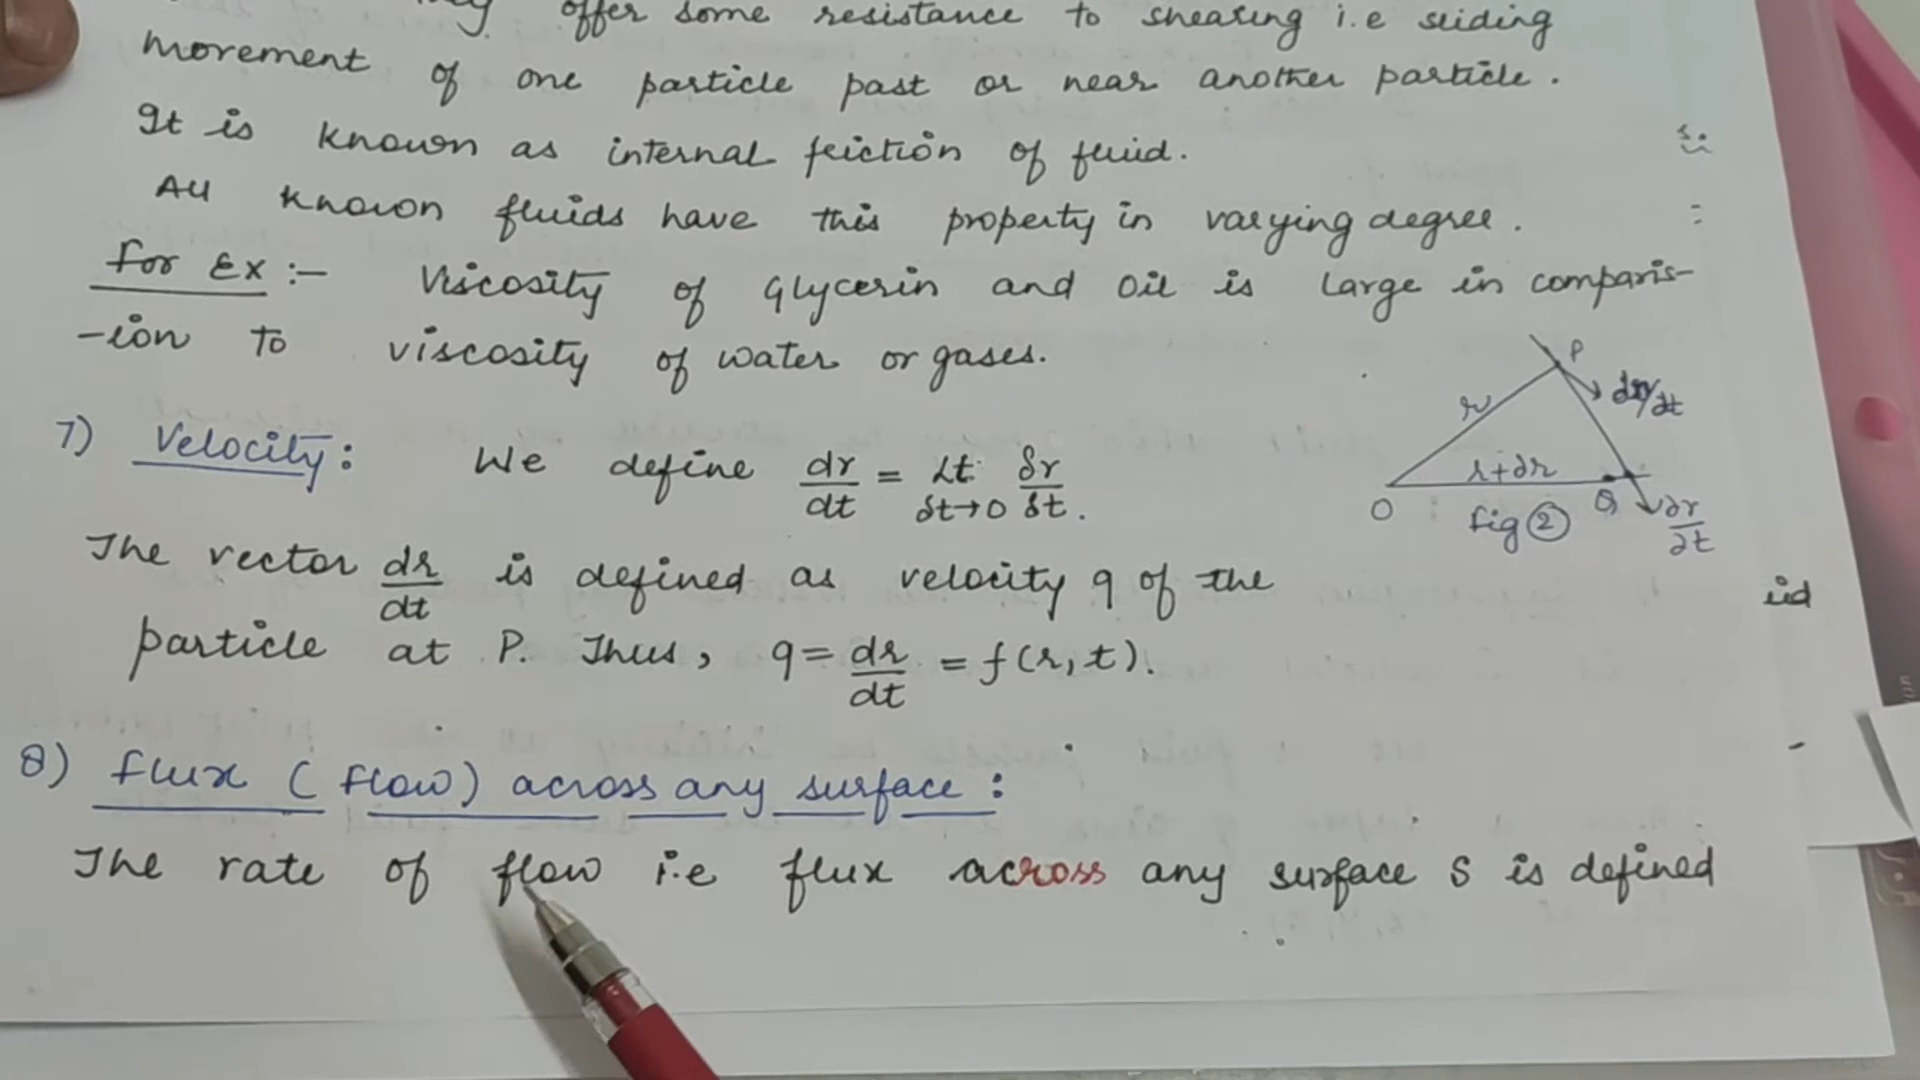 offer some resistance to shearing i.e sliding
movement of one particle past or near another particle.
It is known as internal friction of fluid.
All known fluids have this property in varying degree.
For Ex :- Viscosity of Glycerin and oil is large in comparis-
-ion to viscosity of water or gases.
P
r
dr/dt
r+dr
O
Q
fig ②
∂r/∂t
7) Velocity: We define dr/dt = Lt δt→0 δr/δt.
The vector dr/dt is defined as velocity q of the
particle at P. Thus, q = dr/dt = f(r,t).
id
8) Flux (Flow) across any surface:
The rate of flow i.e flux across any surface S is defined